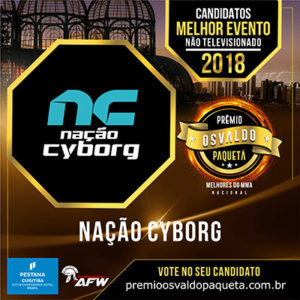 CANDIDATOS
MELHOR EVENTO
NÃO TELEVISIONADO
2018
nc
nação
cyborg
PRÊMIO
OSVALDO
PAQUETÁ
MELHORES DO MMA
NACIONAL
NAÇÃO CYBORG
PESTANA
CURITIBA
AFW
VOTE NO SEU CANDIDATO
premioosvaldopaqueta.com.br